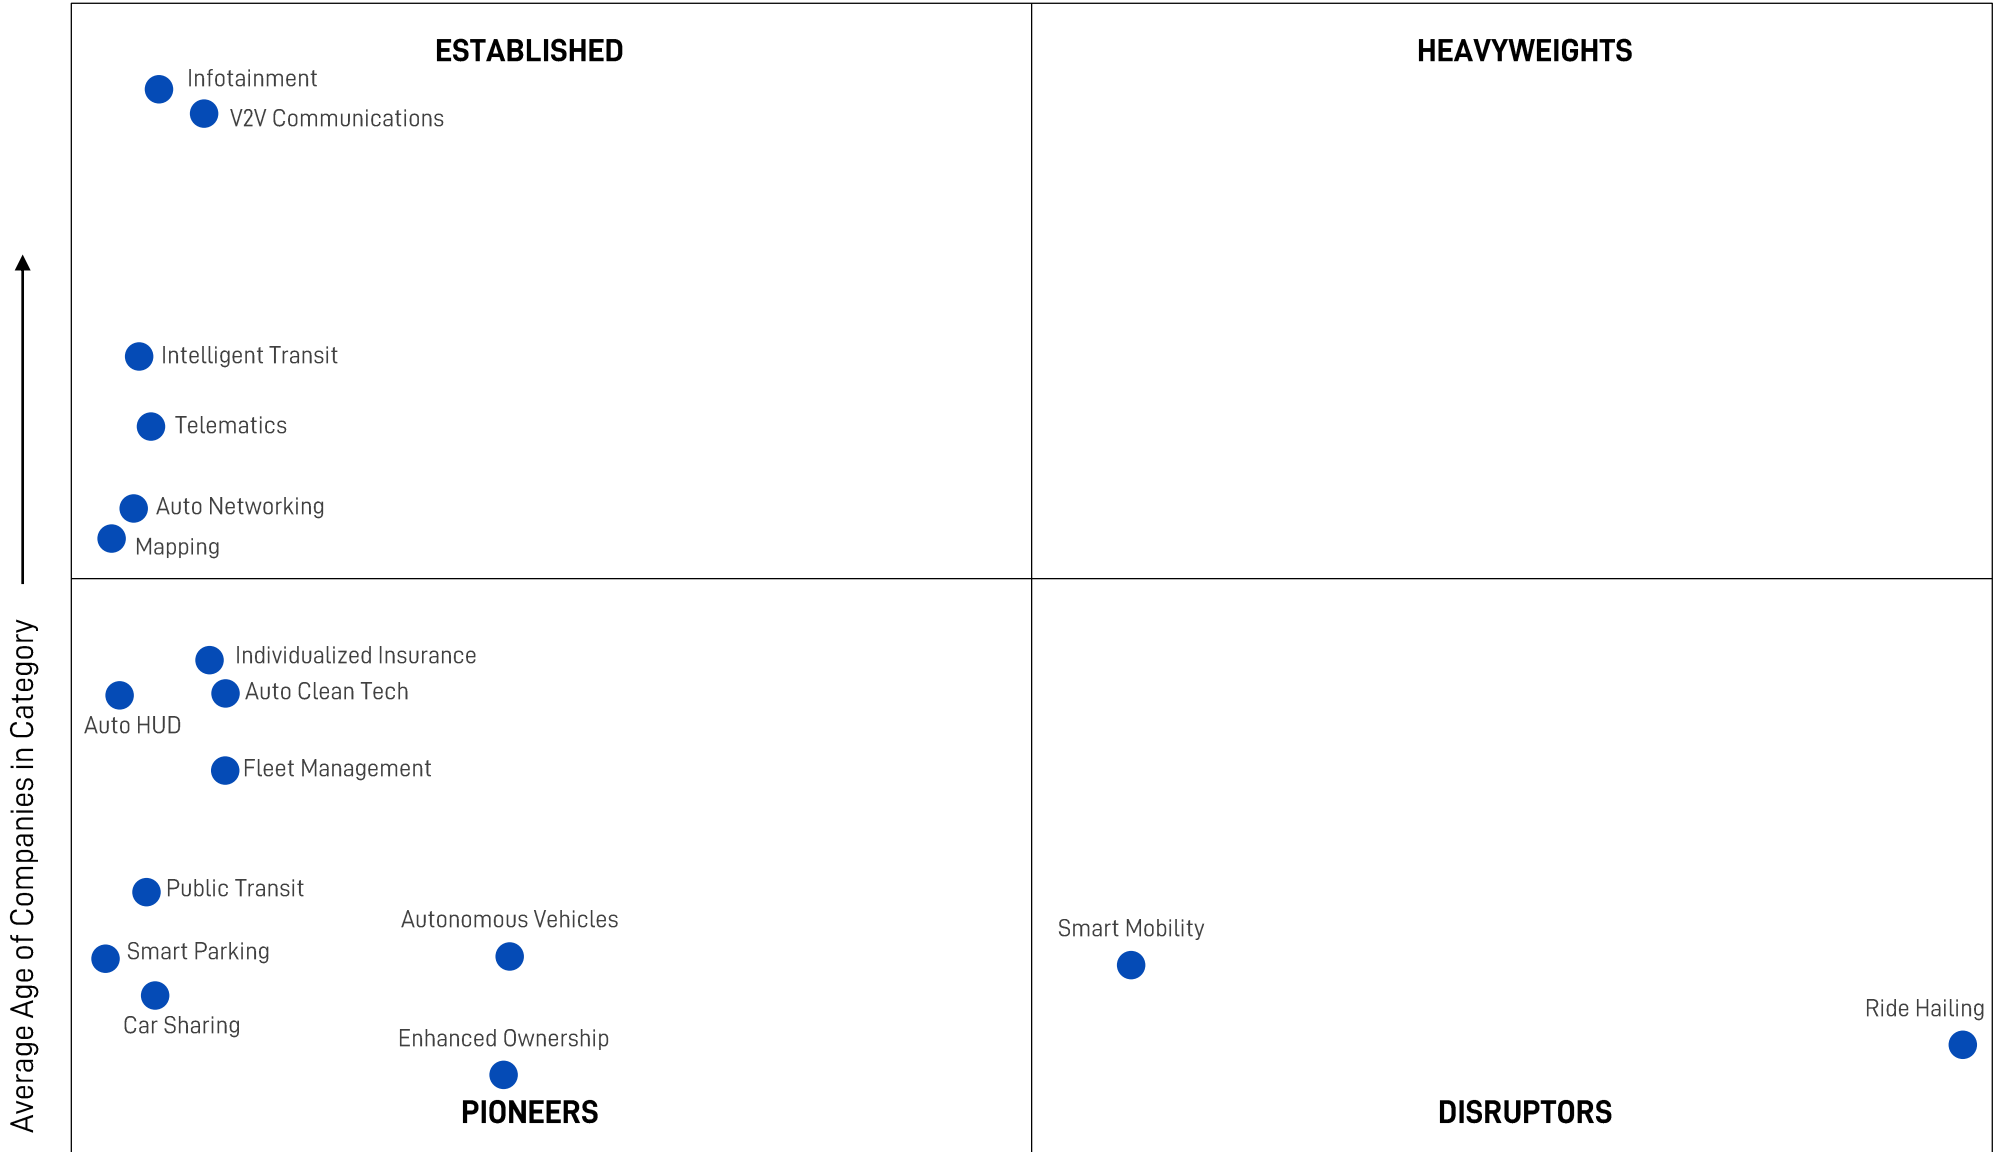 ESTABLISHED
HEAVYWEIGHTS
Infotainment
V2V Communications
Intelligent Transit
Telematics
Auto Networking
Mapping
Average Age of Companies in Category
Individualized Insurance
Auto Clean Tech
Auto HUD
Fleet Management
Public Transit
Autonomous Vehicles
Smart Mobility
Smart Parking
Ride Hailing
Car Sharing
Enhanced Ownership
PIONEERS
DISRUPTORS